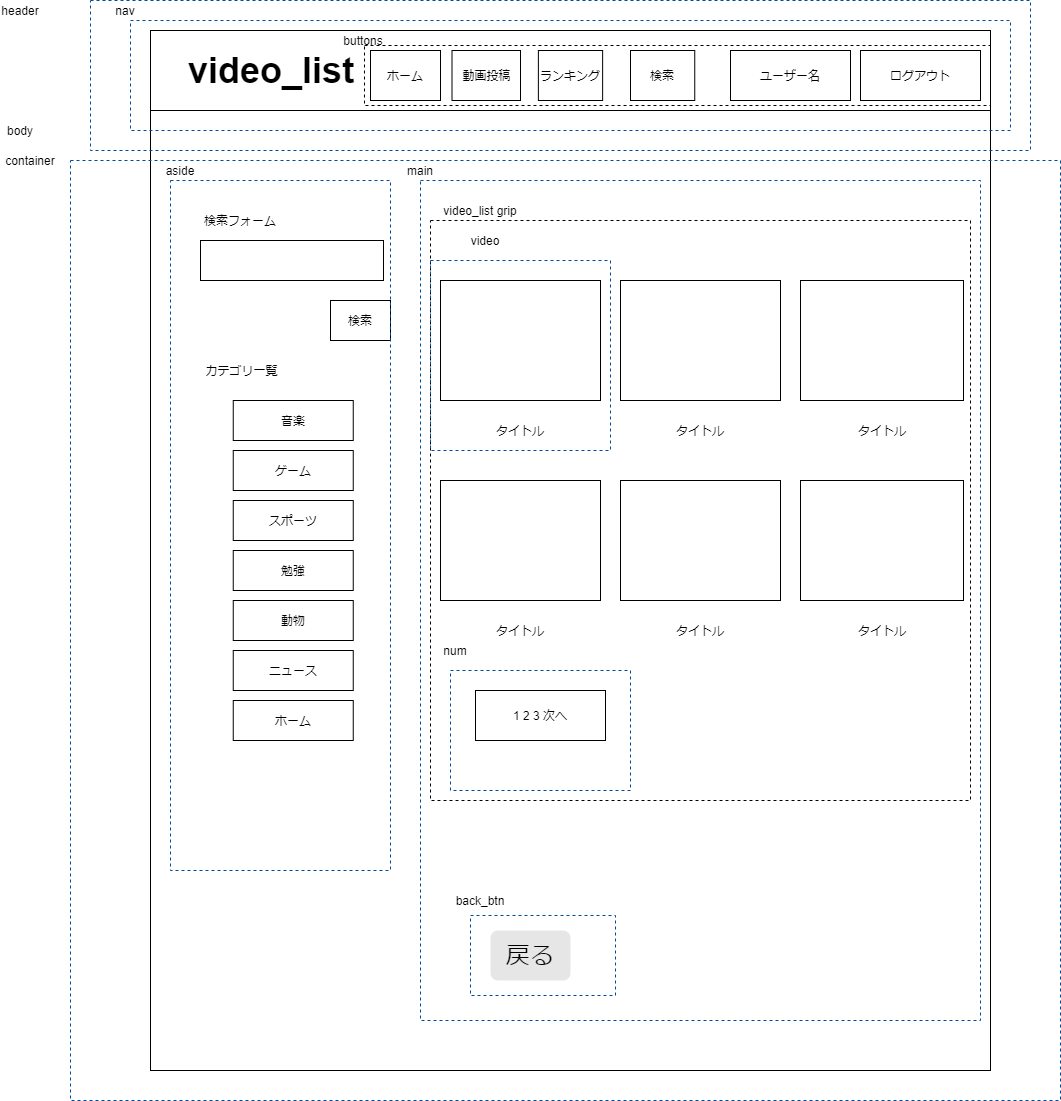 header
nav
buttons
video_list
ホーム
動画投稿
ランキング
検索
ユーザー名
ログアウト
body
container
aside
検索フォーム
検索
カテゴリ一覧
音楽
ゲーム
スポーツ
勉強
動物
ニュース
ホーム
main
video_list grip
video
タイトル
タイトル
タイトル
タイトル
タイトル
タイトル
num
1 2 3 次へ
back_btn
戻る